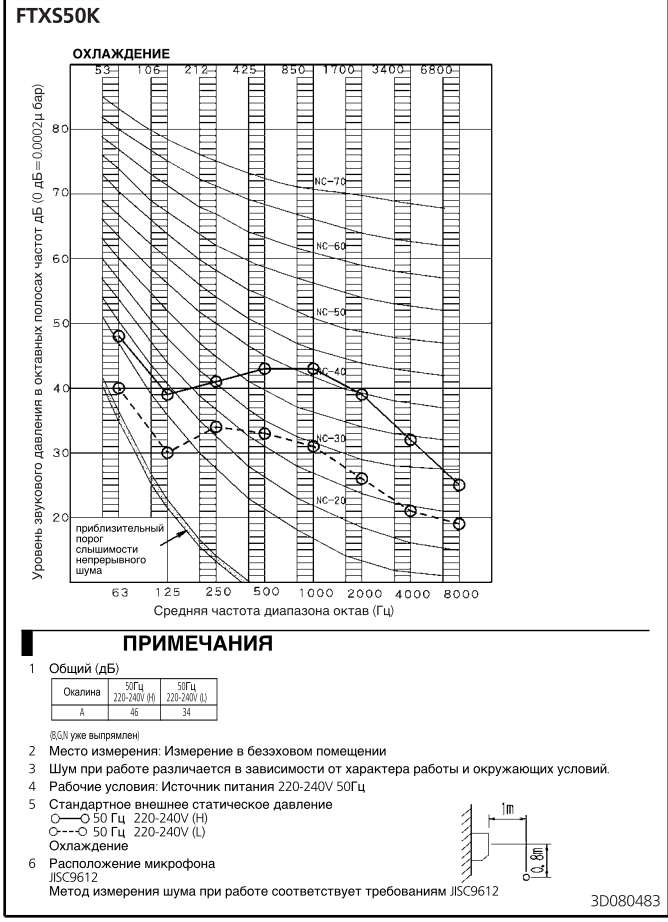 FTXS50K
ОХЛАЖДЕНИЕ
53 106 212 425 850 1700 3400 6800
Уровень звукового давления в октавных полосах частот дБ (0 дБ=0.0002µ бар)
80
70
60
50
40
30
20
NC-70
NC-60
NC-50
NC-40
NC-30
NC-20
приблизительный
порог
слышимости
непрерывного
шума
63 125 250 500 1000 2000 4000 8000
Средняя частота диапазона октав (Гц)
ПРИМЕЧАНИЯ
1 Общий (дБ)
Окалина 50Гц 220-240V (H) 50Гц 220-240V (L)
A 46 34
(B,G,N уже выпрямлен)
2 Место измерения: Измерение в безэховом помещении
3 Шум при работе различается в зависимости от характера работы и окружающих условий.
4 Рабочие условия: Источник питания 220-240V 50Гц
5 Стандартное внешнее статическое давление
50 Гц 220-240V (H)
50 Гц 220-240V (L)
Охлаждение
6 Расположение микрофона
JISC9612
Метод измерения шума при работе соответствует требованиям JISC9612
1m
0.8m
3D080483